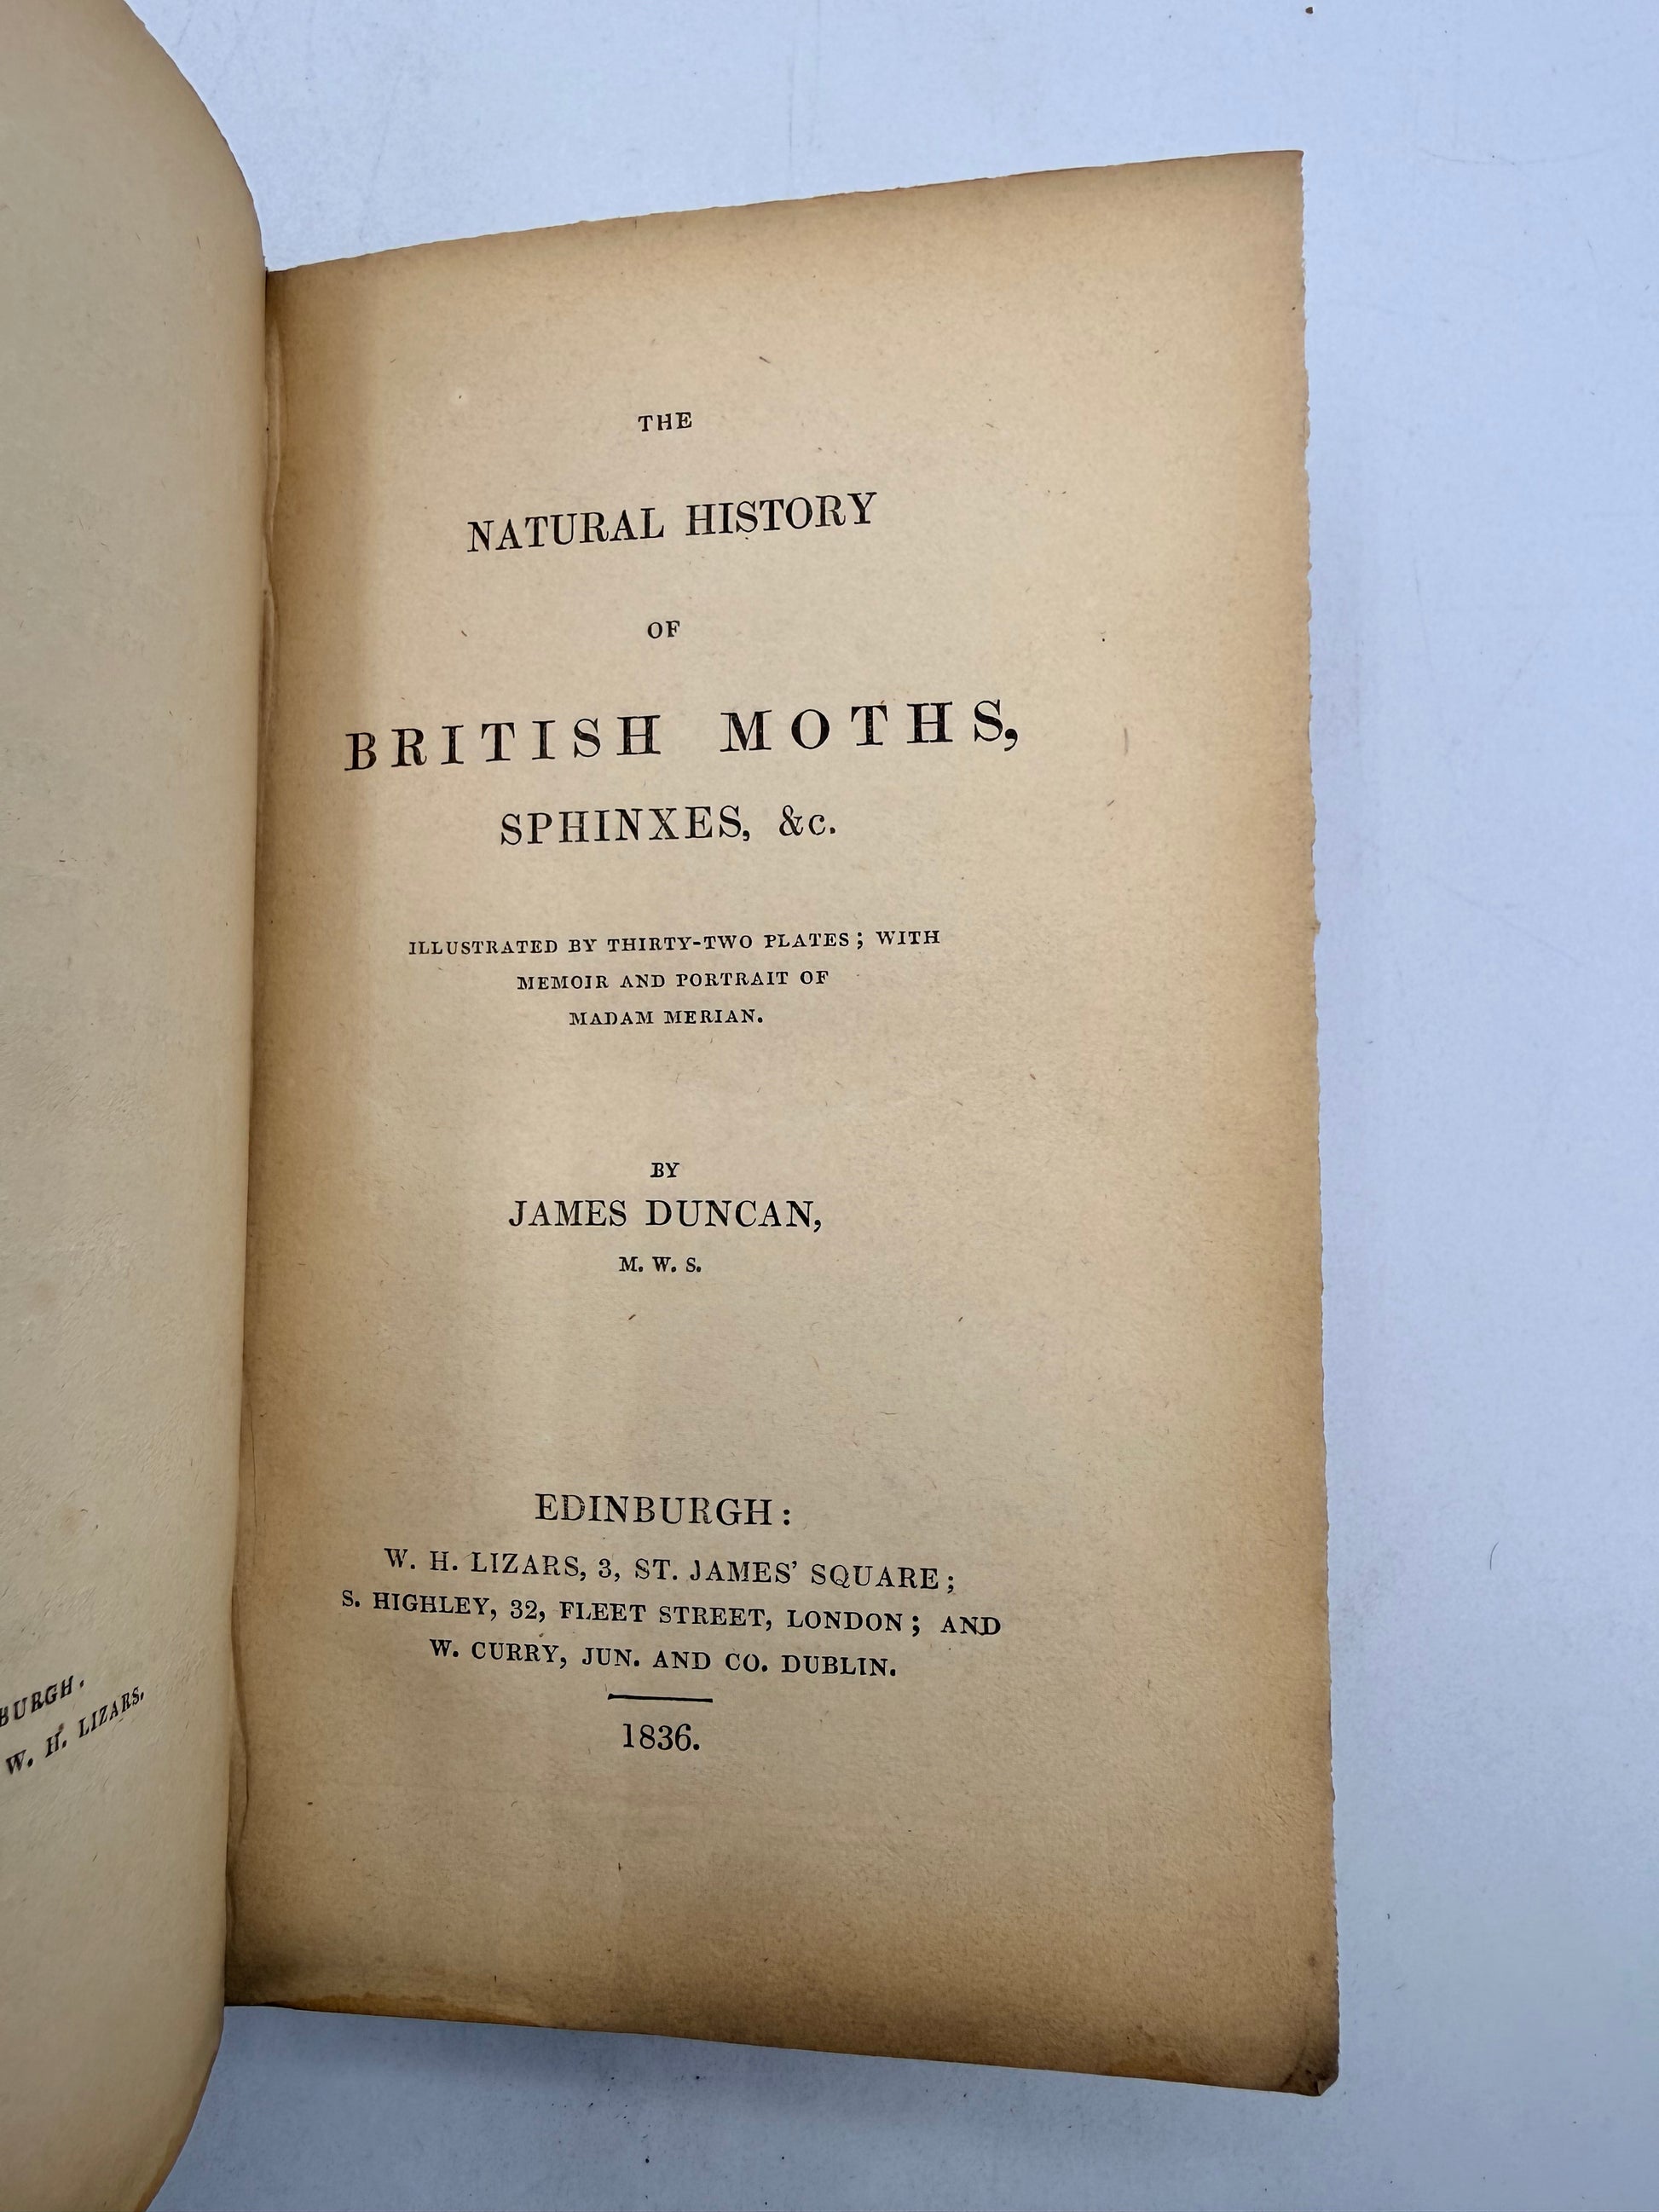 BURGH.
W. H. LIZARS.
THE
NATURAL HISTORY
OF
BRITISH MOTHS,
SPHINXES, &c.
ILLUSTRATED BY THIRTY-TWO PLATES; WITH
MEMOIR AND PORTRAIT OF
MADAM MERIAN.
BY
JAMES DUNCAN,
M. W. S.
EDINBURGH:
W. H. LIZARS, 3, ST. JAMES' SQUARE;
S. HIGHLEY, 32, FLEET STREET, LONDON; AND
W. CURRY, JUN. AND CO. DUBLIN.
1836.